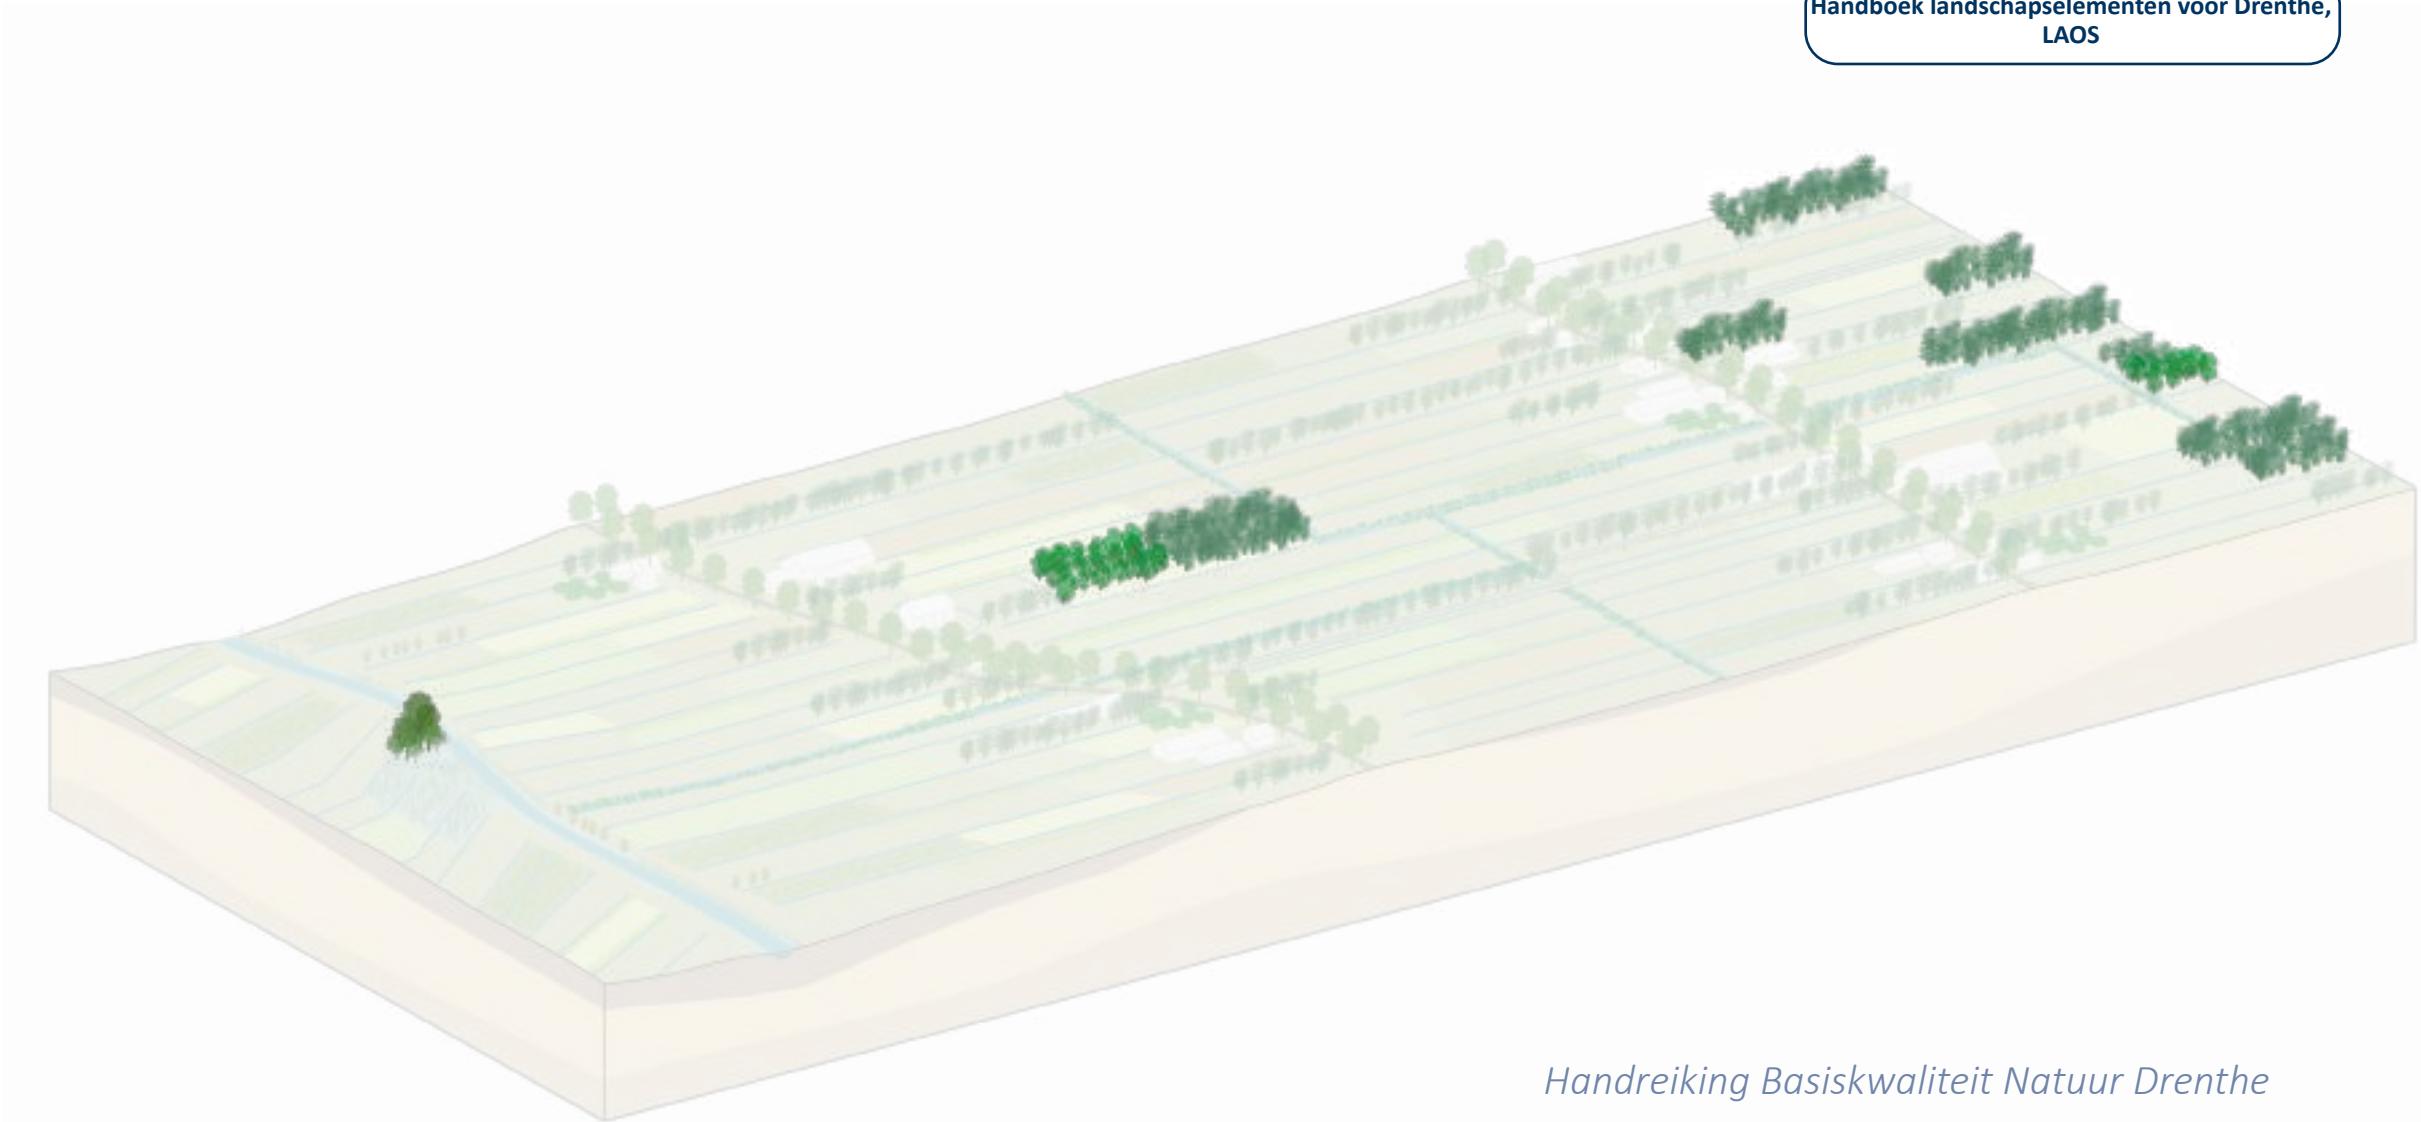 Handboek landschapselementen voor Drenthe,
LAOS
Handreiking Basiskwaliteit Natuur Drenthe